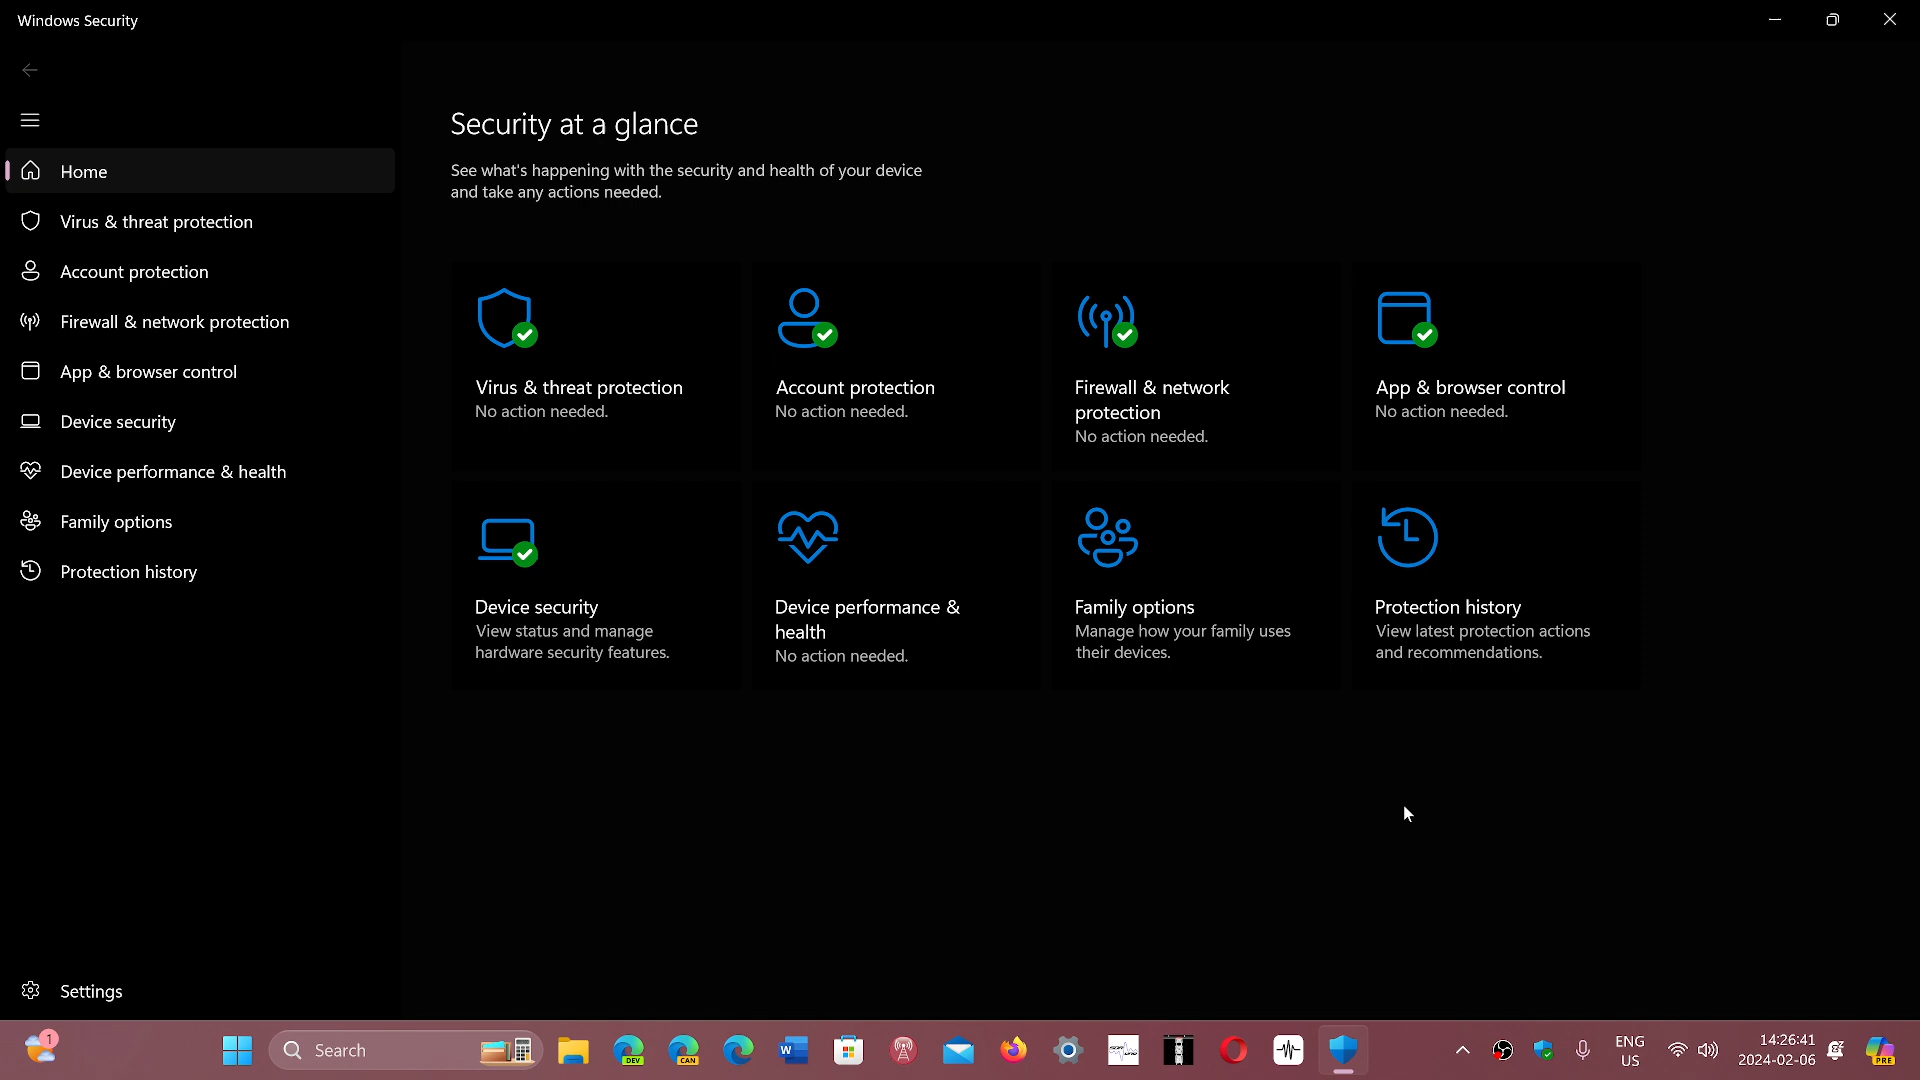 Windows Security
Home
Virus & threat protection
Account protection
Firewall & network protection
App & browser control
Device security
Device performance & health
Family options
Protection history
Settings
Security at a glance
See what's happening with the security and health of your device
and take any actions needed.
Virus & threat protection
No action needed.
Account protection
No action needed.
Firewall & network
protection
No action needed.
App & browser control
No action needed.
Device security
View status and manage
hardware security features.
Device performance &
health
No action needed.
Family options
Manage how your family uses
their devices.
Protection history
View latest protection actions
and recommendations.
1
Search
DEV
CAN
W
ENG
US
14:26:41
2024-02-06
PRE